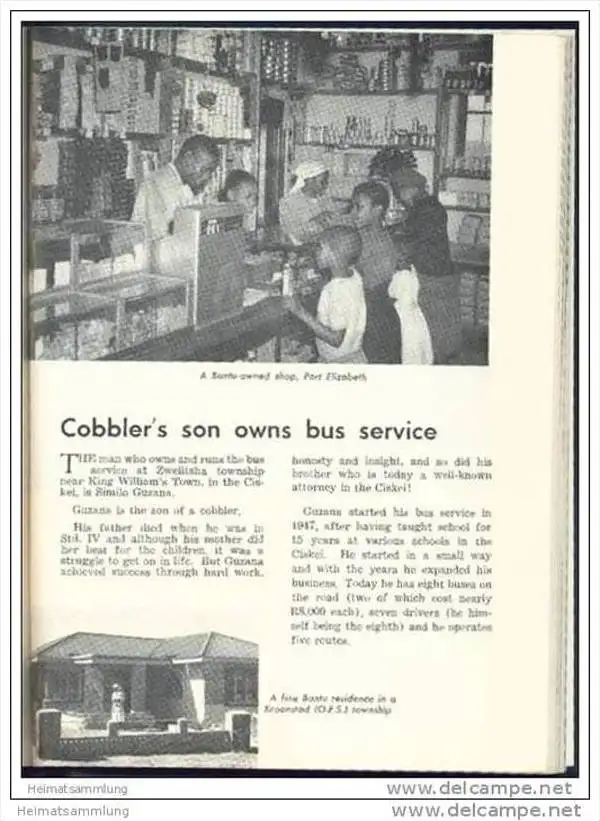 A Bantu-owned shop, Port Elizabeth
Cobbler's son owns bus service
THE man who owns and runs the bus
service at Zwelitsha township
near King William's Town, in the Cis-
kei, is Similo Guzana.
Guzana is the son of a cobbler.
His father died when he was in
Std. IV and although his mother did
her best for the children, it was a
struggle to get on in life. But Guzana
achieved success through hard work,
honesty and insight, and so did his
brother who is today a well-known
attorney in the Ciskei!
Guzana started his bus service in
1947, after having taught school for
15 years at various schools in the
Ciskei. He started in a small way
and with the years he expanded his
business. Today he has eight buses on
the road (two of which cost nearly
R8,000 each), seven drivers (he him-
self being the eighth) and he operates
five routes.
A fine Bantu residence in a
Kroonstad (O.F.S.) township
Heimatsammlung www.delcampe.net
Heimatsammlung www.delcampe.net